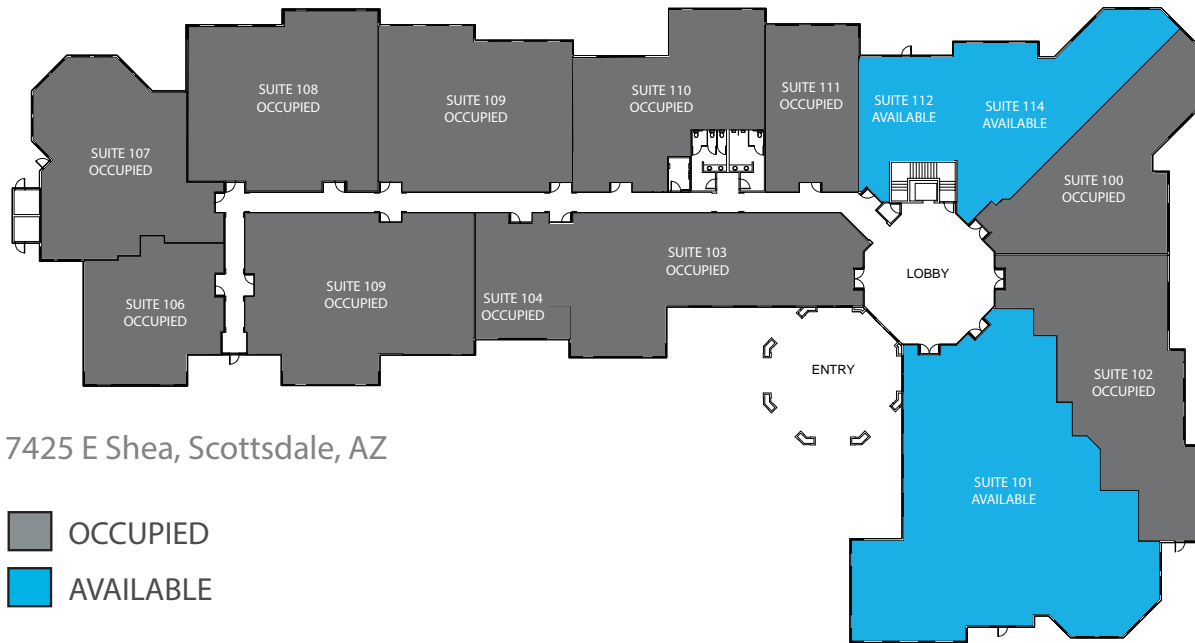 SUITE 108
OCCUPIED
SUITE 109
OCCUPIED
SUITE 110
OCCUPIED
SUITE 111
OCCUPIED
SUITE 112
AVAILABLE
SUITE 114
AVAILABLE
SUITE 107
OCCUPIED
SUITE 100
OCCUPIED
SUITE 106
OCCUPIED
SUITE 109
OCCUPIED
SUITE 104
OCCUPIED
SUITE 103
OCCUPIED
LOBBY
ENTRY
SUITE 102
OCCUPIED
SUITE 101
AVAILABLE
7425 E Shea, Scottsdale, AZ
OCCUPIED
AVAILABLE